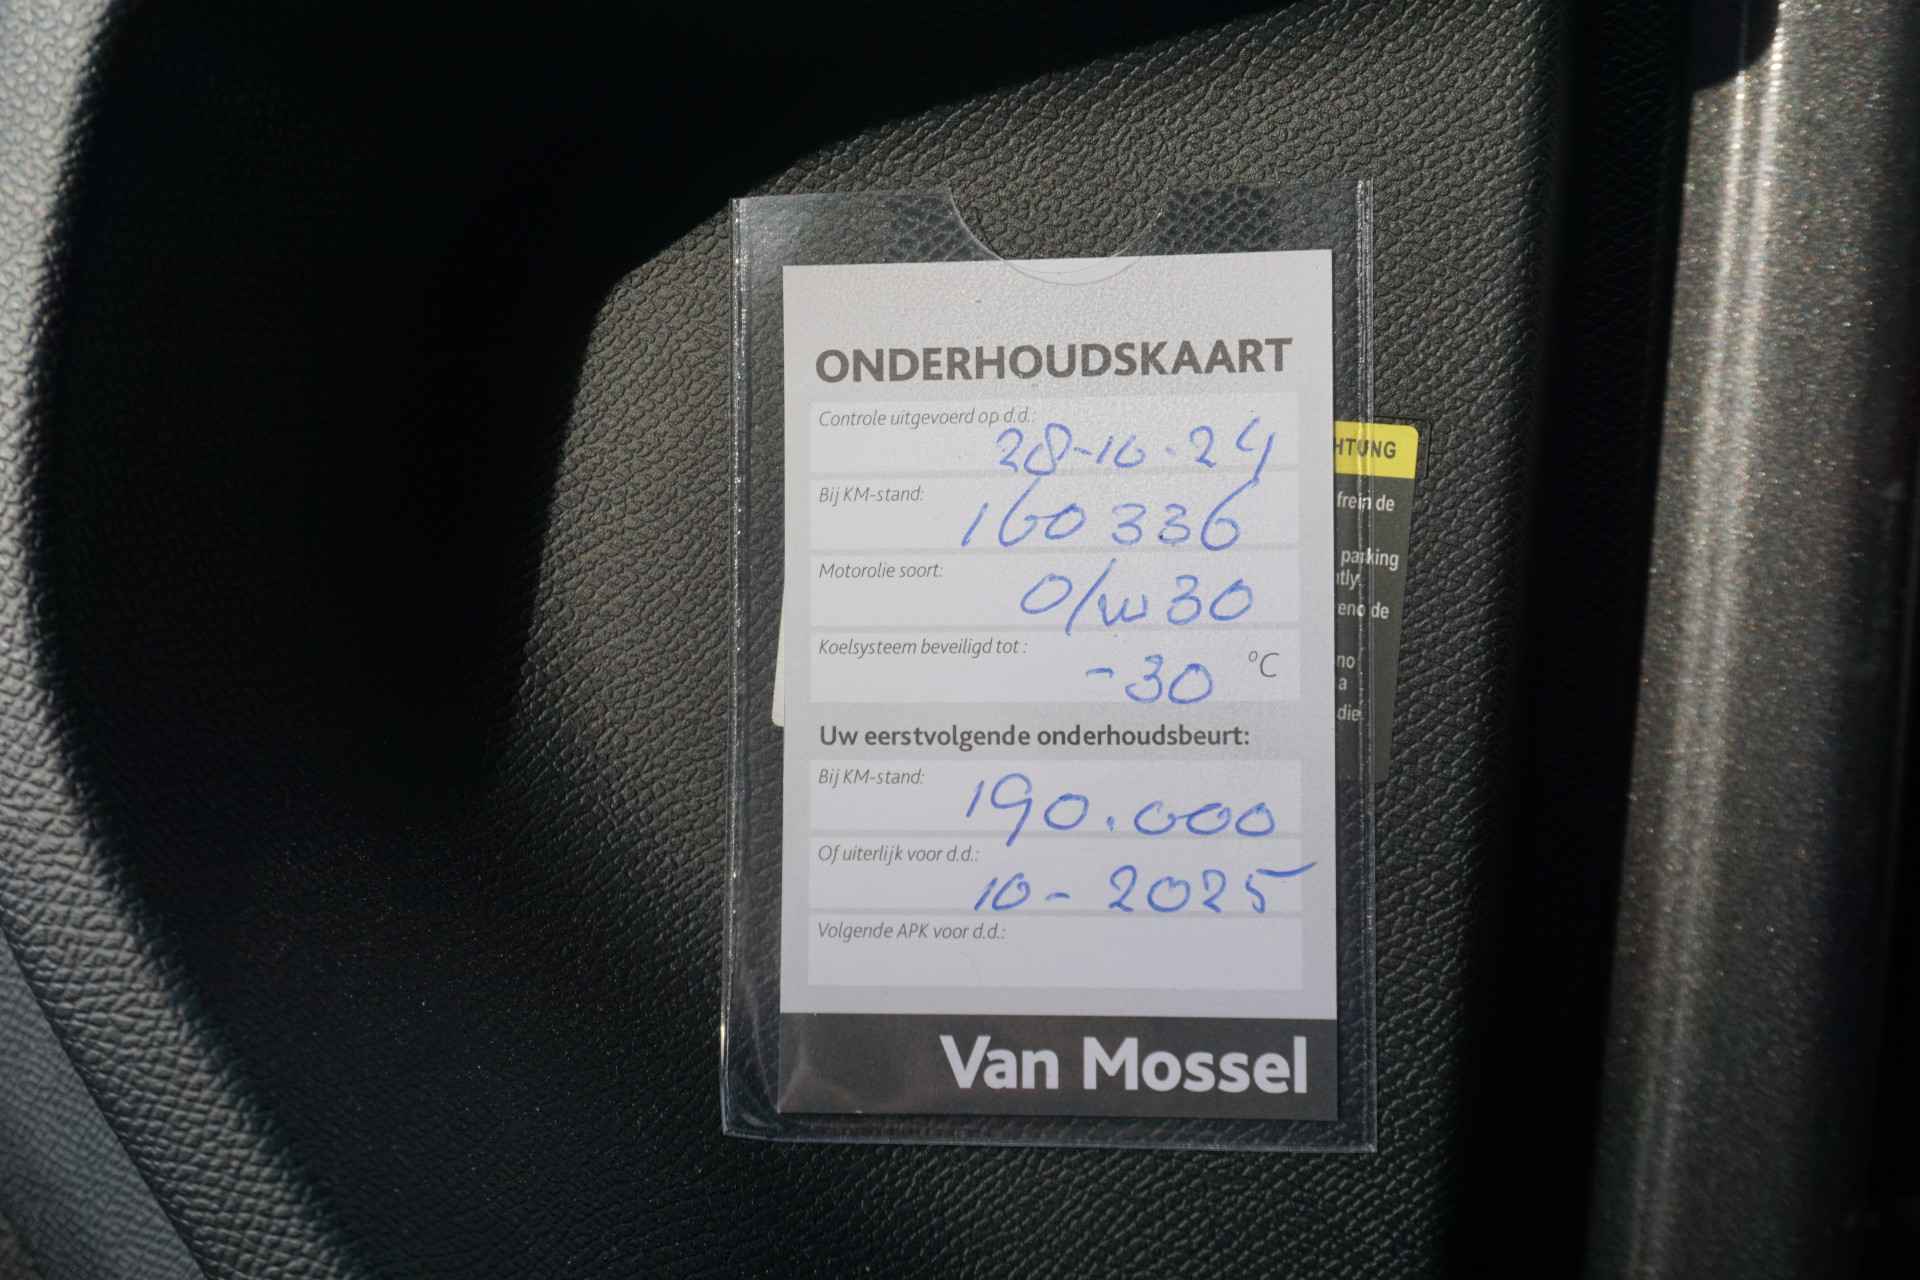 ONDERHOUDSKAART
Controle uitgevoerd op d.d.:
28-10-24
Bij KM-stand:
160336
Motorolie soort:
0/w30
Koelsysteem beveiligd tot :
-30 °C
Uw eerstvolgende onderhoudsbeurt:
Bij KM-stand:
190.000
Of uiterlijk voor d.d.:
10-2025
Volgende APK voor d.d.:
Van Mossel
HTUNG
frein de
parking
ntly
reno de
no
a
die